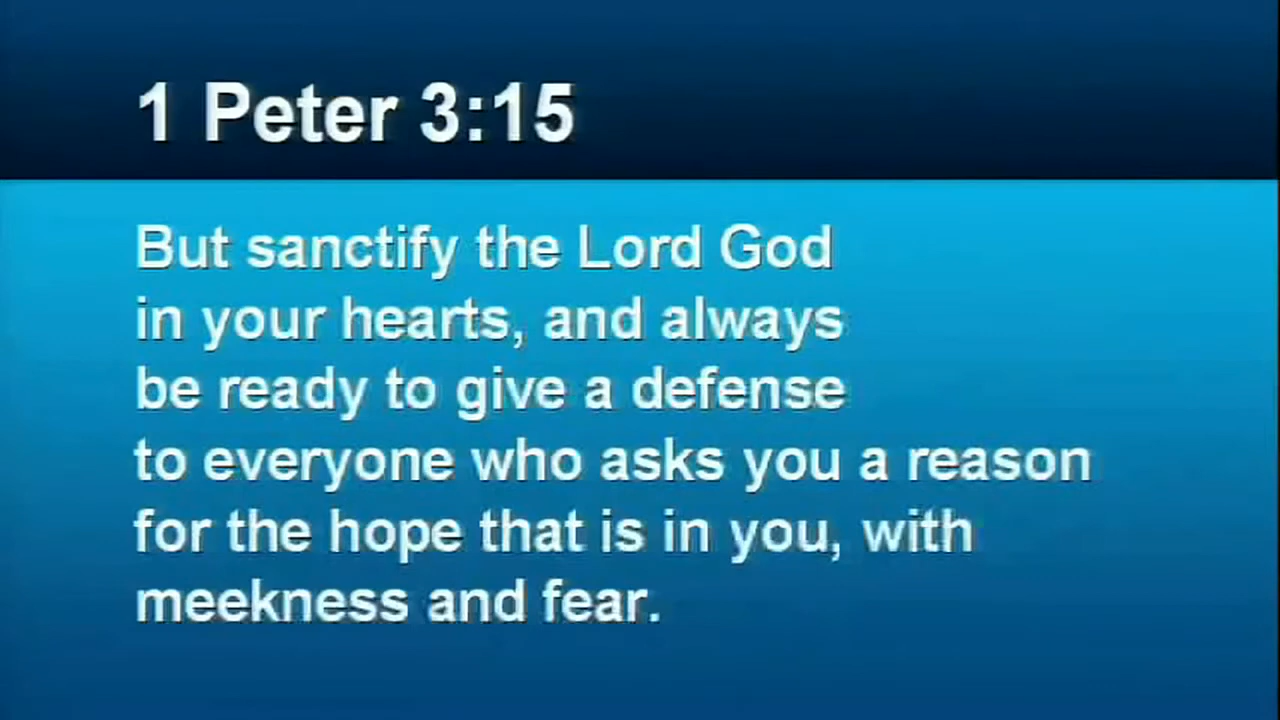 1 Peter 3:15
But sanctify the Lord God
in your hearts, and always
be ready to give a defense
to everyone who asks you a reason
for the hope that is in you, with
meekness and fear.